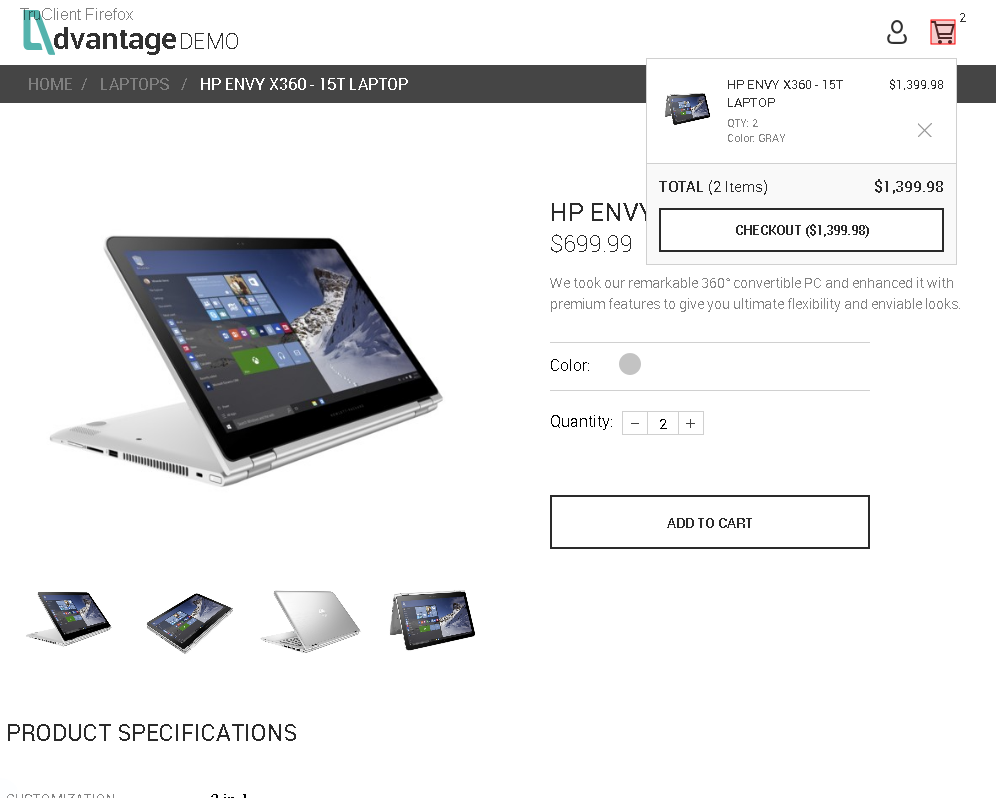 TruClient Firefox
dvantage DEMO
2
HOME / LAPTOPS / HP ENVY X360 - 15T LAPTOP
HP ENVY X360 - 15T LAPTOP
$1,399.98
QTY: 2
Color: GRAY
TOTAL (2 Items) $1,399.98
CHECKOUT ($1,399.98)
HP ENVY
$699.99
We took our remarkable 360° convertible PC and enhanced it with
premium features to give you ultimate flexibility and enviable looks.
Color:
Quantity: − 2 +
ADD TO CART
PRODUCT SPECIFICATIONS
CUSTOMIZATION